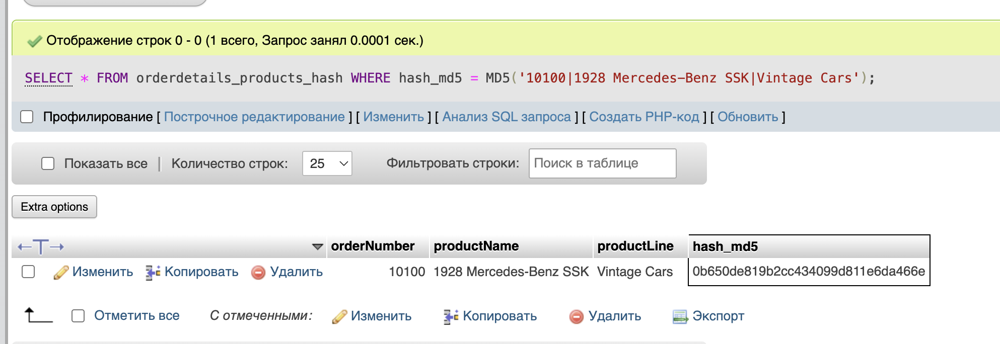 Отображение строк 0 - 0 (1 всего, Запрос занял 0.0001 сек.)
SELECT * FROM orderdetails_products_hash WHERE hash_md5 = MD5('10100|1928 Mercedes-Benz SSK|Vintage Cars');
Профилирование [ Построчное редактирование ] [ Изменить ] [ Анализ SQL запроса ] [ Создать PHP-код ] [ Обновить ]
Показать все | Количество строк: 25 Фильтровать строки: Поиск в таблице
Extra options
←T→ orderNumber productName productLine hash_md5
Изменить Копировать Удалить 10100 1928 Mercedes-Benz SSK Vintage Cars 0b650de819b2cc434099d811e6da466e
Отметить все С отмеченными: Изменить Копировать Удалить Экспорт